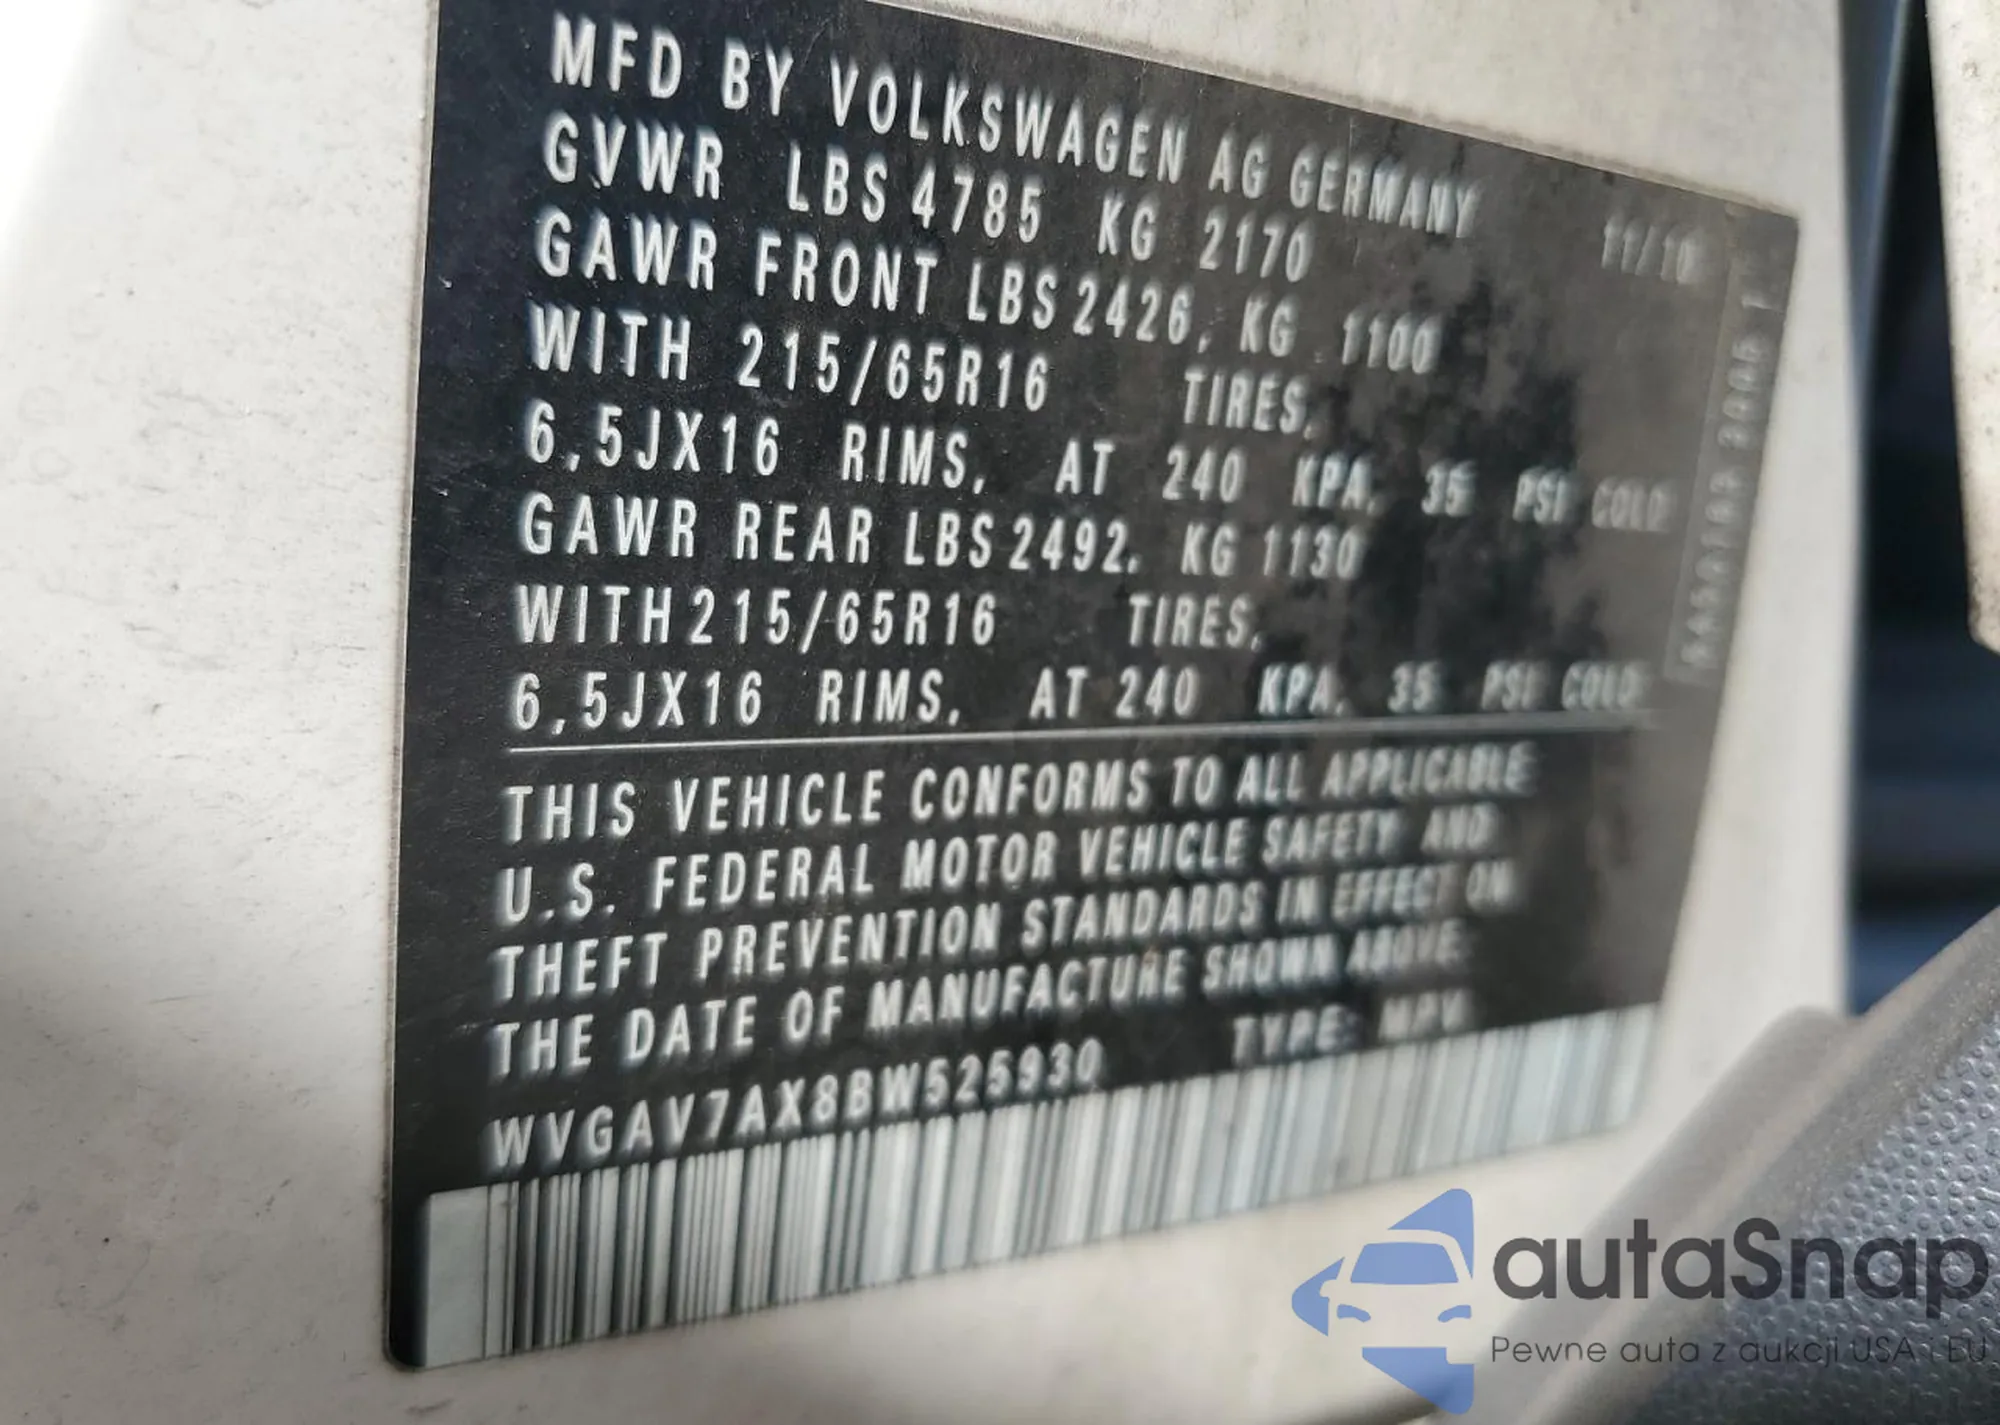 MFD BY VOLKSWAGEN AG GERMANY 11/10
GVWR LBS 4785 KG 2170
GAWR FRONT LBS 2426, KG 1100
WITH 215/65R16 TIRES,
6,5JX16 RIMS, AT 240 KPA, 35 PSI COLD
GAWR REAR LBS 2492, KG 1130
WITH 215/65R16 TIRES,
6,5JX16 RIMS, AT 240 KPA, 35 PSI COLD
THIS VEHICLE CONFORMS TO ALL APPLICABLE
U.S. FEDERAL MOTOR VEHICLE SAFETY AND
THEFT PREVENTION STANDARDS IN EFFECT ON
THE DATE OF MANUFACTURE SHOWN ABOVE.
WVGAV7AX8BW525930 TYPE: MPV
autaSnap
Pewne auta z aukcji USA i EU